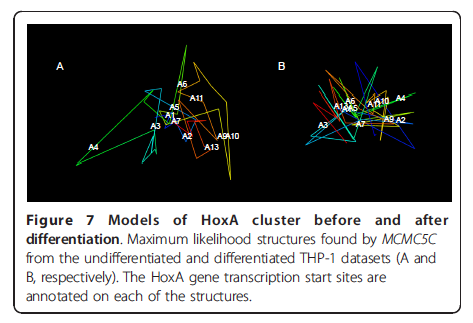 A
B
A6
A11
A5
A1
A7
A3
A2
A9 A10
A4
A13
A6
A10
A4
A11
A5
A3
A7
A9 A2
Figure 7 Models of HoxA cluster before and after
differentiation. Maximum likelihood structures found by MCMC5C
from the undifferentiated and differentiated THP-1 datasets (A and
B, respectively). The HoxA gene transcription start sites are
annotated on each of the structures.